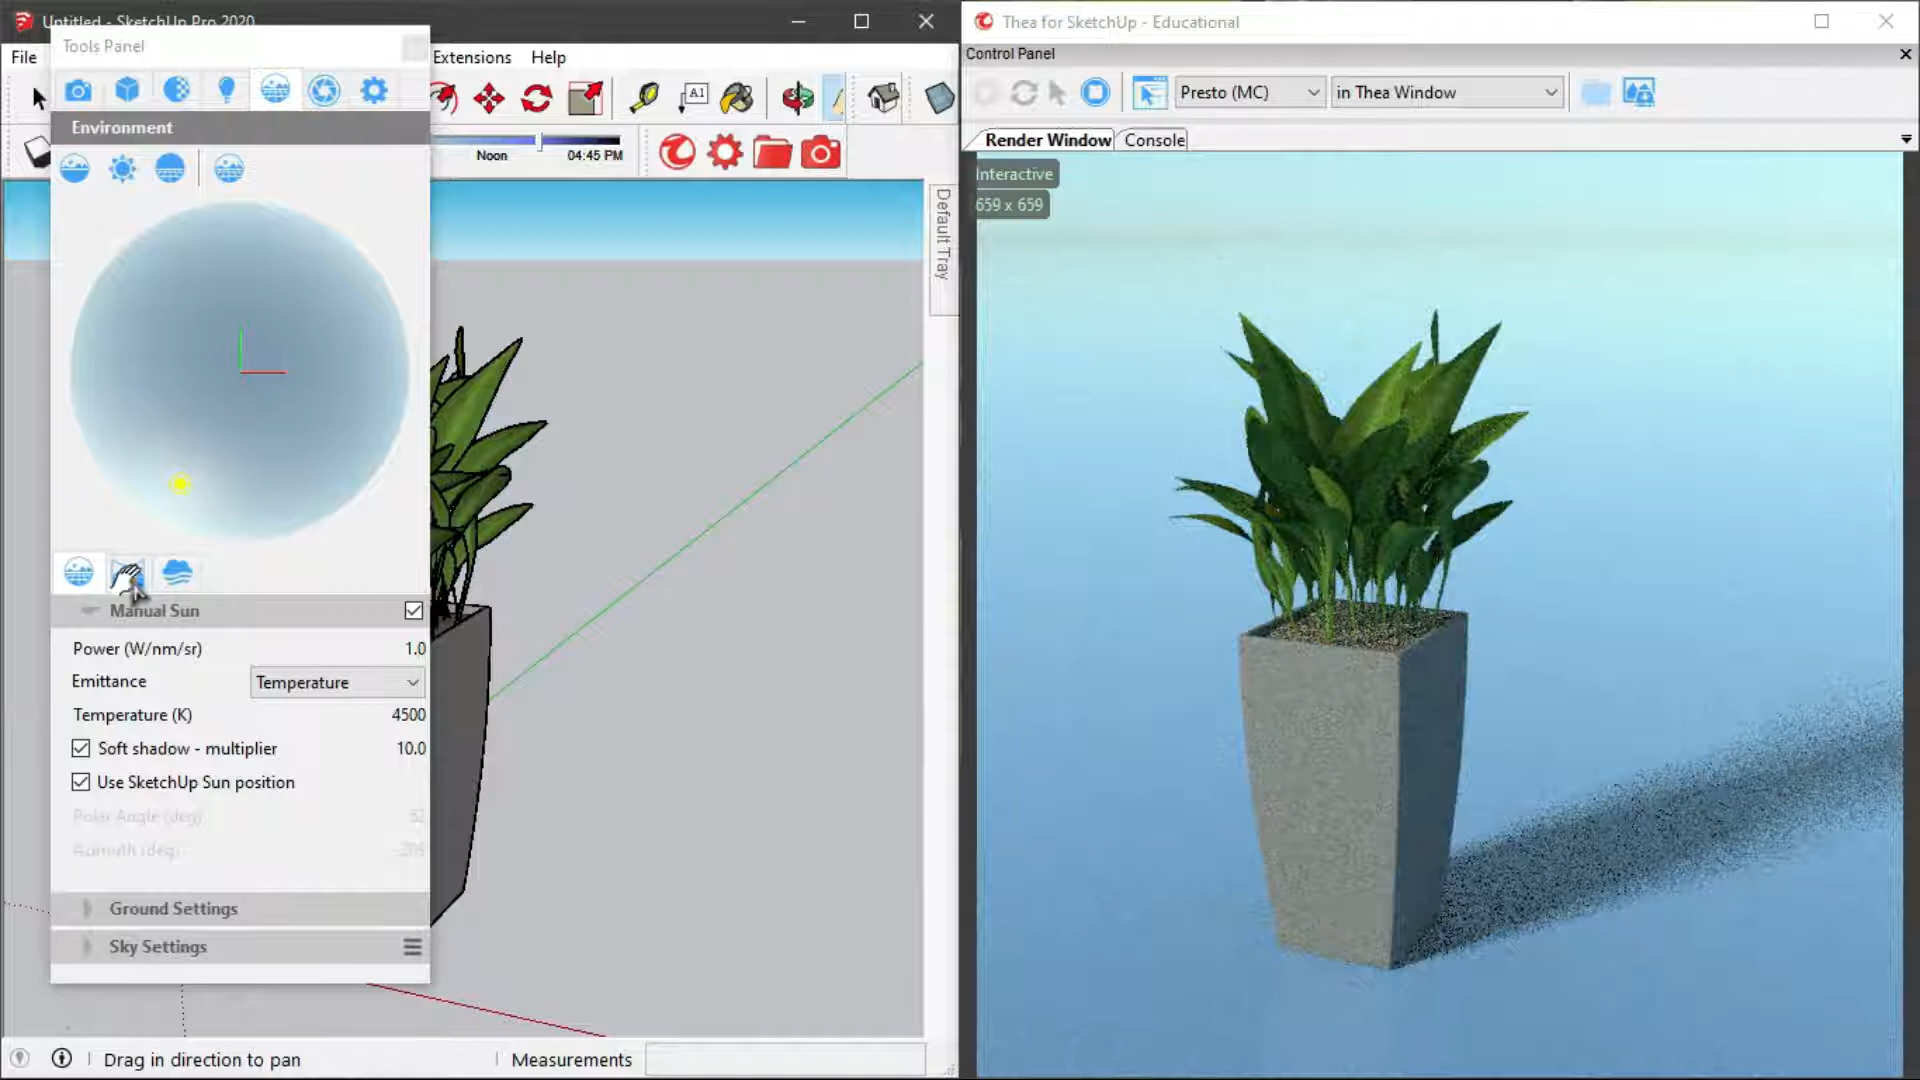 Untitled - SketchUp Pro 2020
Tools Panel
File
Extensions
Help
Environment
A1
Noon
04:45 PM
Default Tray
Manual Sun
Power (W/nm/sr)
1.0
Emittance
Temperature
Temperature (K)
4500
Soft shadow - multiplier
10.0
Use SketchUp Sun position
Polar Angle (deg)
Azimuth (deg)
Ground Settings
Sky Settings
Drag in direction to pan
Measurements
Thea for SketchUp - Educational
Control Panel
Presto (MC)
in Thea Window
Render Window
Console
Interactive
659 x 659